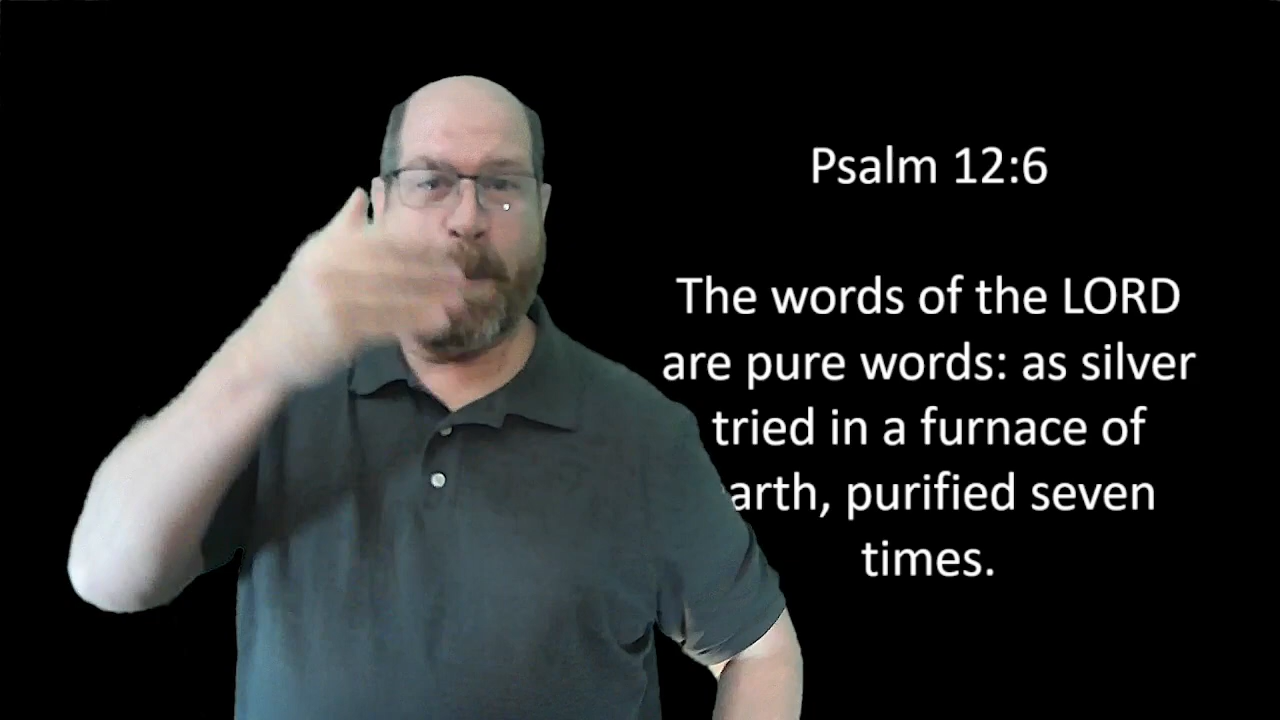 Psalm 12:6
The words of the LORD
are pure words: as silver
tried in a furnace of
earth, purified seven
times.